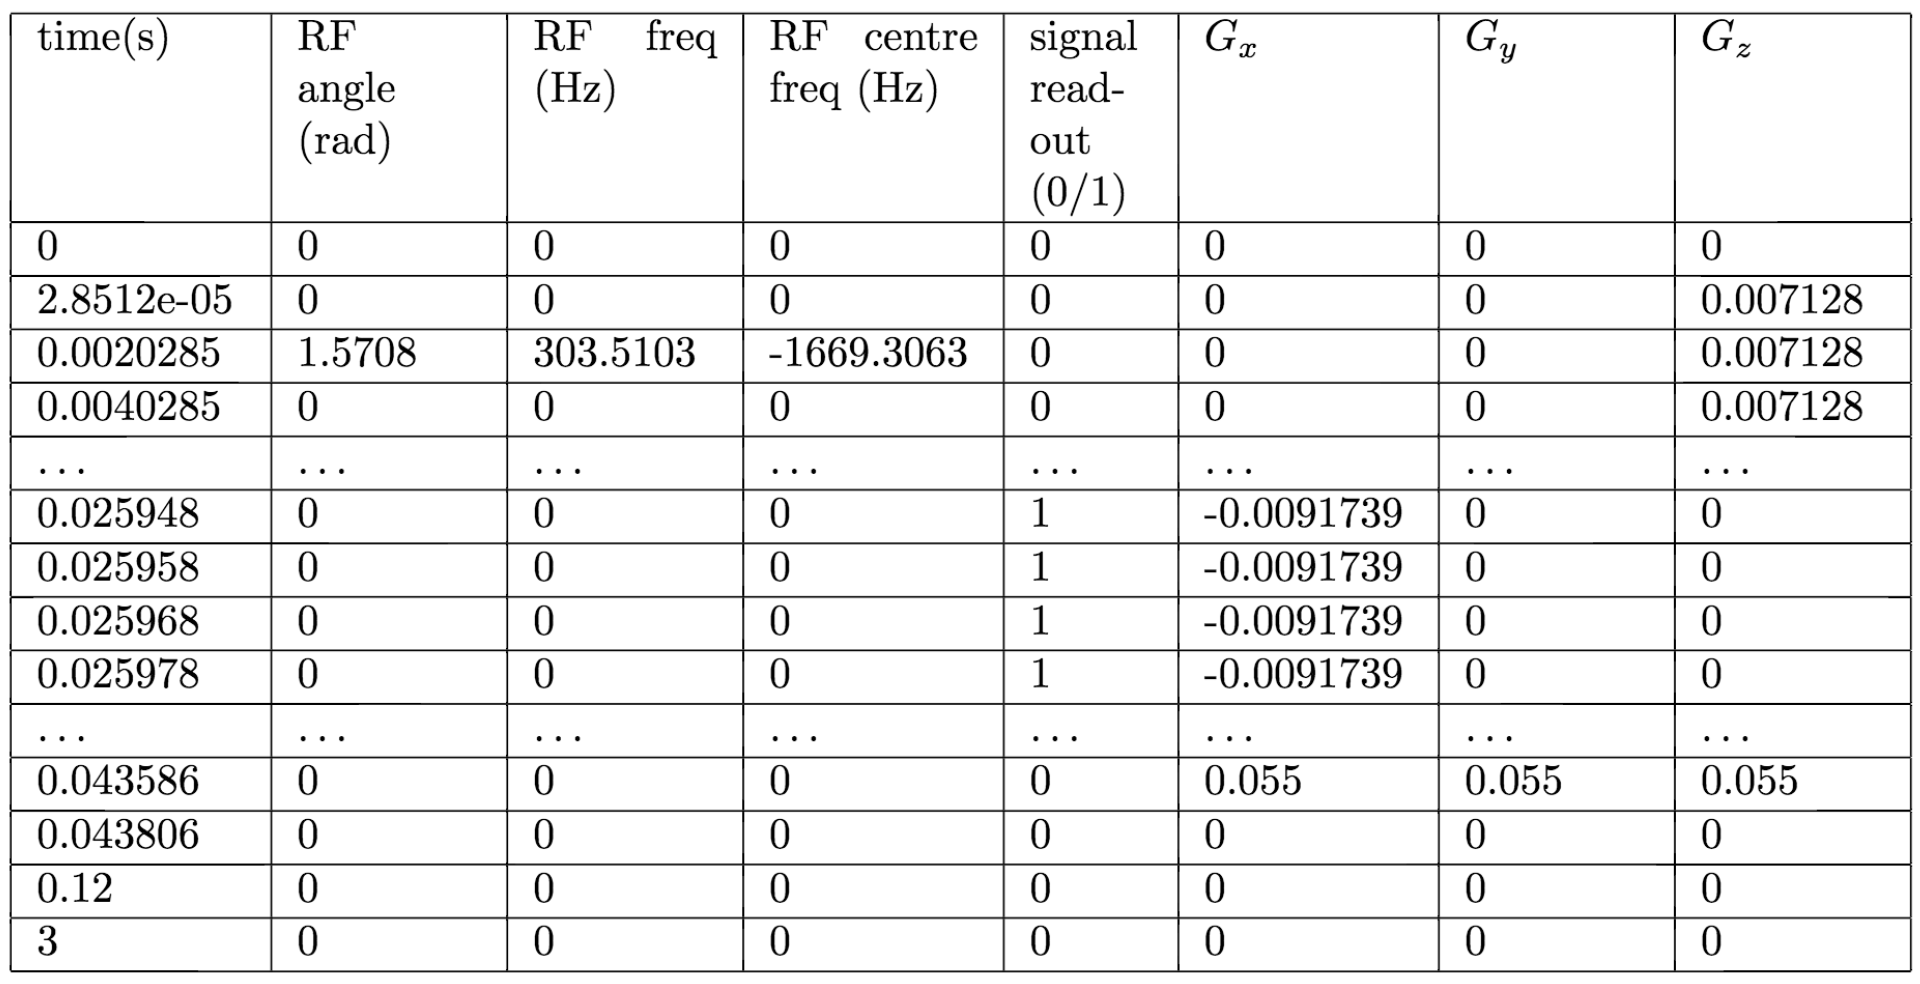 time(s) RF angle (rad) RF freq (Hz) RF centre freq (Hz) signal read-out (0/1) G_x G_y G_z
0 0 0 0 0 0 0 0
2.8512e-05 0 0 0 0 0 0 0.007128
0.0020285 1.5708 303.5103 -1669.3063 0 0 0 0.007128
0.0040285 0 0 0 0 0 0 0.007128
... ... ... ... ... ... ... ...
0.025948 0 0 0 1 -0.0091739 0 0
0.025958 0 0 0 1 -0.0091739 0 0
0.025968 0 0 0 1 -0.0091739 0 0
0.025978 0 0 0 1 -0.0091739 0 0
... ... ... ... ... ... ... ...
0.043586 0 0 0 0 0.055 0.055 0.055
0.043806 0 0 0 0 0 0 0
0.12 0 0 0 0 0 0 0
3 0 0 0 0 0 0 0